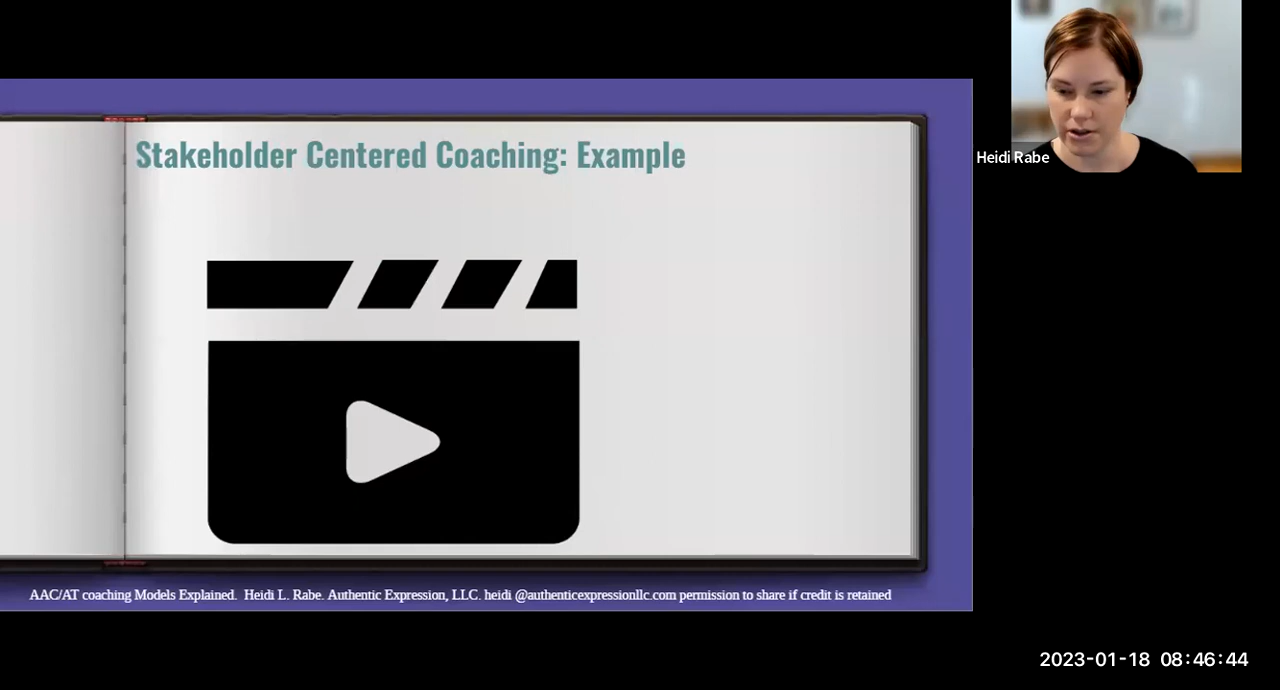 Stakeholder Centered Coaching: Example
Heidi Rabe
AAC/AT coaching Models Explained.  Heidi L. Rabe. Authentic Expression, LLC. heidi @authenticexpressionllc.com permission to share if credit is retained
2023-01-18 08:46:44